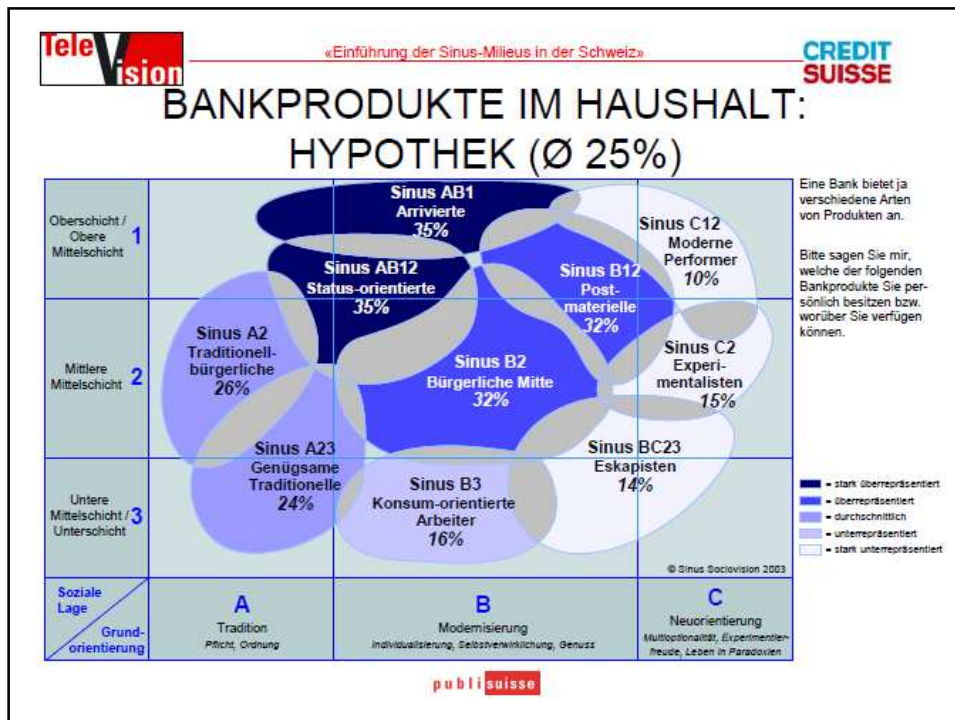 Tele
Vision
«Einführung der Sinus-Milieus in der Schweiz»
CREDIT
SUISSE
BANKPRODUKTE IM HAUSHALT:
HYPOTHEK (Ø 25%)
Oberschicht /
Obere
Mittelschicht
1
Mittlere
Mittelschicht
2
Untere
Mittelschicht /
Unterschicht
3
Sinus AB1
Arrivierte
35%
Sinus AB12
Status-orientierte
35%
Sinus B12
Post-
materielle
32%
Sinus C12
Moderne
Performer
10%
Sinus A2
Traditionell-
bürgerliche
26%
Sinus B2
Bürgerliche Mitte
32%
Sinus C2
Experi-
mentalisten
15%
Sinus A23
Genügsame
Traditionelle
24%
Sinus B3
Konsum-orientierte
Arbeiter
16%
Sinus BC23
Eskapisten
14%
© Sinus Sociovision 2003
Soziale
Lage
Grund-
orientierung
A
Tradition
Pflicht, Ordnung
B
Modernisierung
Individualisierung, Selbstverwirklichung, Genuss
C
Neuorientierung
Multioptionalität, Experimentier-
freude, Leben in Paradoxien
Eine Bank bietet ja
verschiedene Arten
von Produkten an.
Bitte sagen Sie mir,
welche der folgenden
Bankprodukte Sie per-
sönlich besitzen bzw.
worüber Sie verfügen
können.
= stark überrepräsentiert
= überrepräsentiert
= durchschnittlich
= unterrepräsentiert
= stark unterrepräsentiert
publisuisse